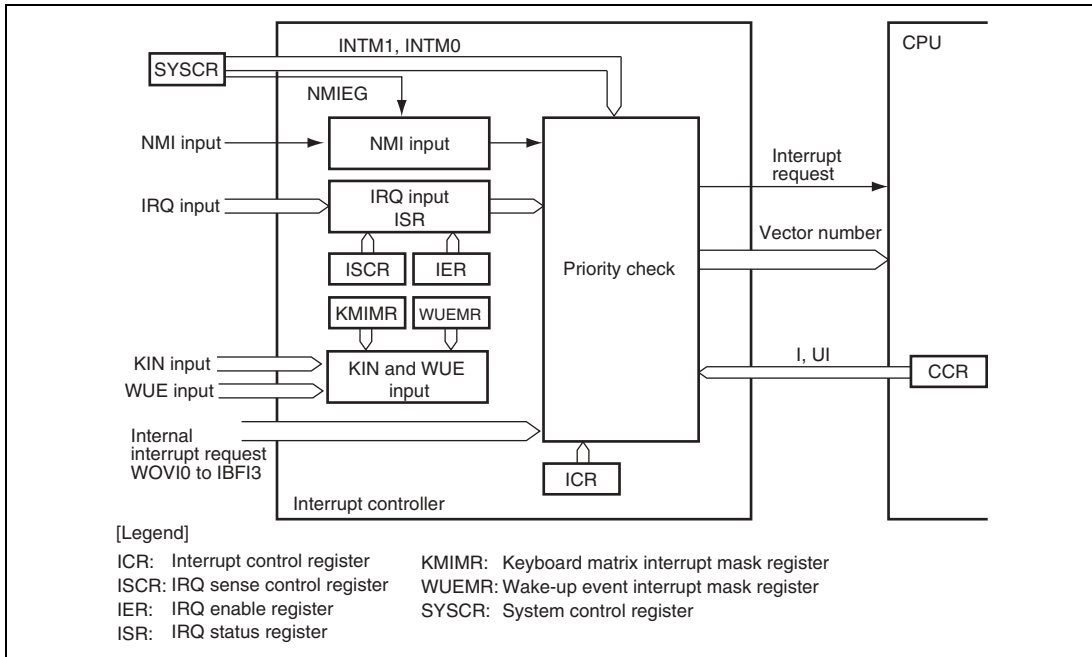 CPU
INTM1, INTM0
SYSCR
NMIEG
NMI input
NMI input
IRQ input
IRQ input
ISR
Interrupt
request
Vector number
ISCR
IER
Priority check
KMIMR
WUEMR
KIN input
WUE input
KIN and WUE
input
I, UI
CCR
Internal
interrupt request
WOVI0 to IBFI3
ICR
Interrupt controller
[Legend]
ICR: Interrupt control register
ISCR: IRQ sense control register
IER: IRQ enable register
ISR: IRQ status register
KMIMR: Keyboard matrix interrupt mask register
WUEMR: Wake-up event interrupt mask register
SYSCR: System control register